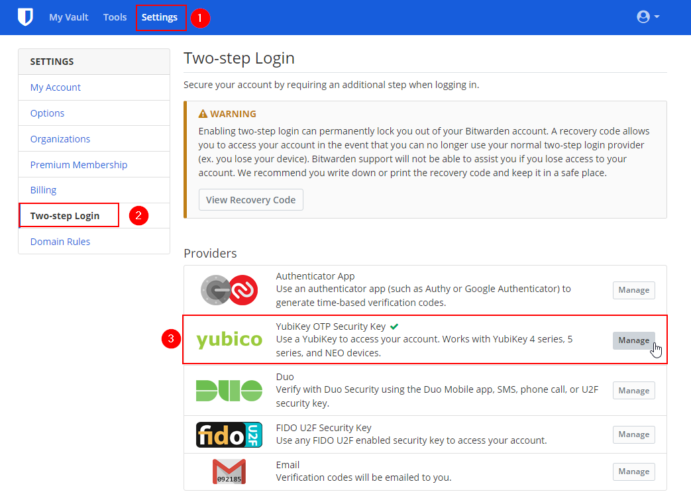 My Vault Tools Settings 1
SETTINGS
My Account
Options
Organizations
Premium Membership
Billing
Two-step Login 2
Domain Rules
Two-step Login
Secure your account by requiring an additional step when logging in.
WARNING
Enabling two-step login can permanently lock you out of your Bitwarden account. A recovery code allows
you to access your account in the event that you can no longer use your normal two-step login provider
(ex. you lose your device). Bitwarden support will not be able to assist you if you lose access to your
account. We recommend you write down or print the recovery code and keep it in a safe place.
View Recovery Code
Providers
Authenticator App
Use an authenticator app (such as Authy or Google Authenticator) to
generate time-based verification codes.
Manage
3
yubico
YubiKey OTP Security Key
Use a YubiKey to access your account. Works with YubiKey 4 series, 5
series, and NEO devices.
Manage
DUO
Duo
Verify with Duo Security using the Duo Mobile app, SMS, phone call, or U2F
security key.
Manage
fido U2F
FIDO U2F Security Key
Use any FIDO U2F enabled security key to access your account.
Manage
092185
Email
Verification codes will be emailed to you.
Manage